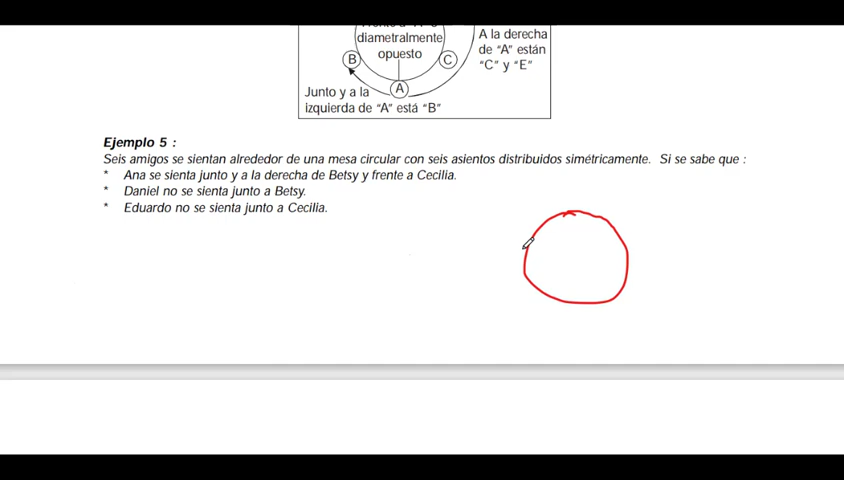 diametralmente
opuesto
A la derecha
de "A" están
"C" y "E"
B
C
A
Junto y a la
izquierda de "A" está "B"
Ejemplo 5 :
Seis amigos se sientan alrededor de una mesa circular con seis asientos distribuidos simétricamente. Si se sabe que :
* Ana se sienta junto y a la derecha de Betsy y frente a Cecilia.
* Daniel no se sienta junto a Betsy.
* Eduardo no se sienta junto a Cecilia.